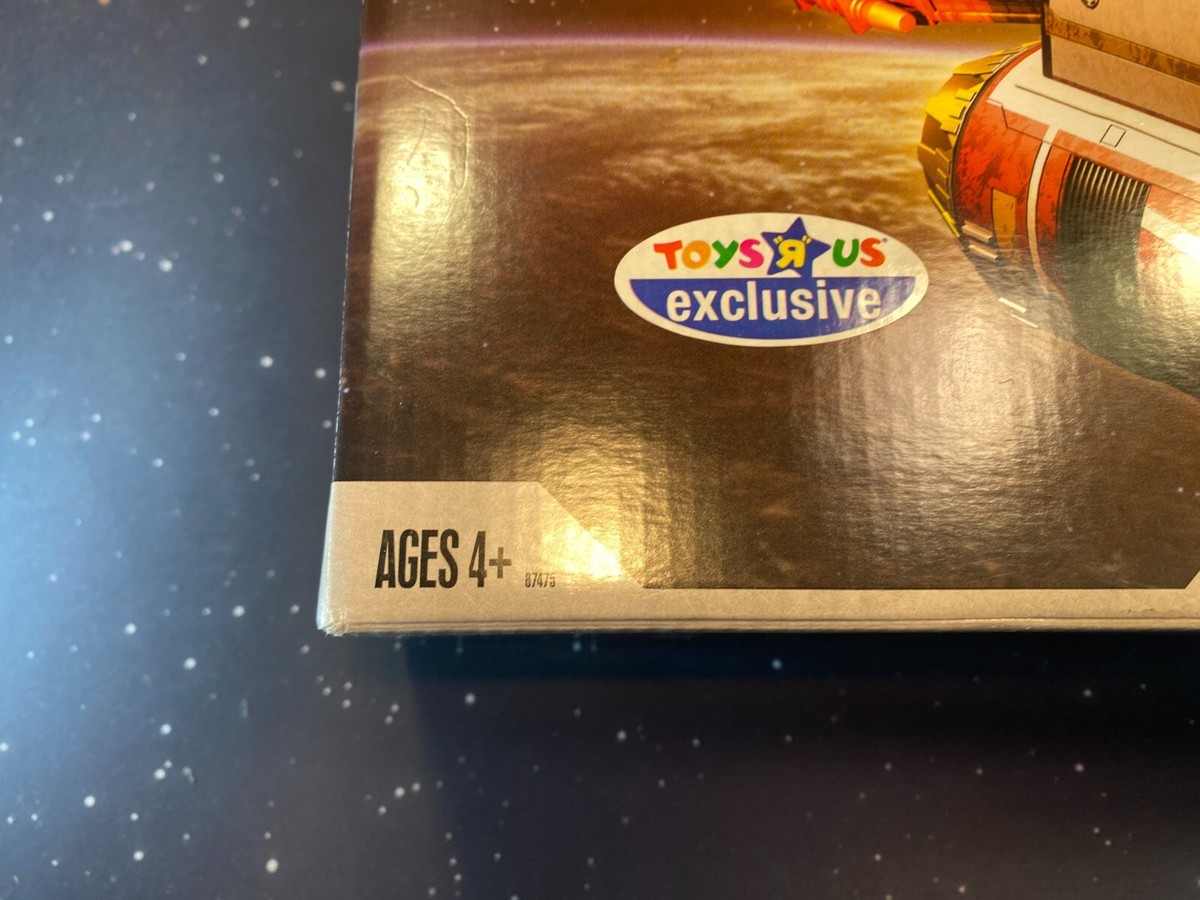 TOYS "R" US
exclusive
AGES 4+
87475